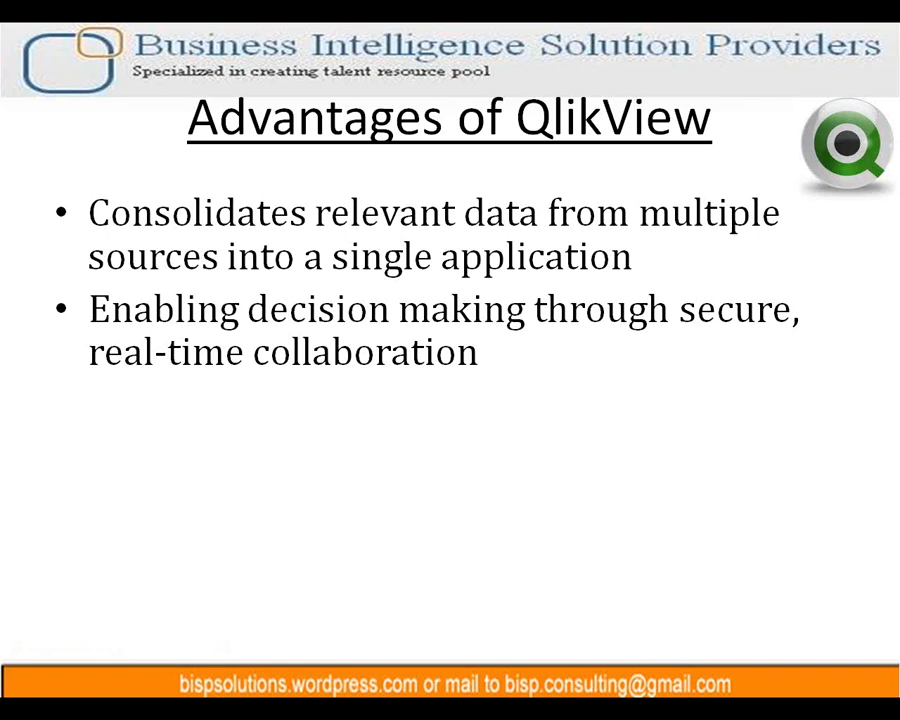 Business Intelligence Solution Providers
Specialized in creating talent resource pool
Advantages of QlikView
• Consolidates relevant data from multiple
sources into a single application
• Enabling decision making through secure,
real-time collaboration
bispsolutions.wordpress.com or mail to bisp.consulting@gmail.com